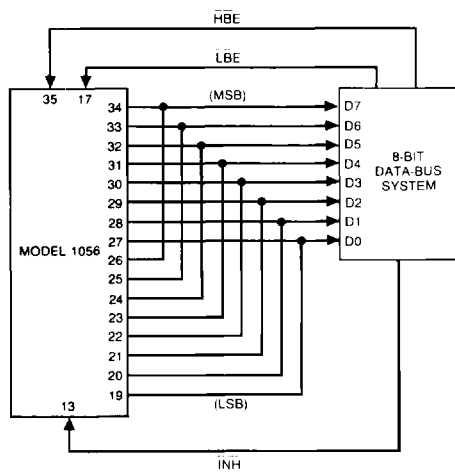 HBE
LBE
35 17
34 (MSB) D7
33 D6
32 D5
31 D4
30 D3
29 D2
28 D1
27 D0
26
25
24
23
22
21
20
19 (LSB)
MODEL 1056
8-BIT
DATA-BUS
SYSTEM
13
INH